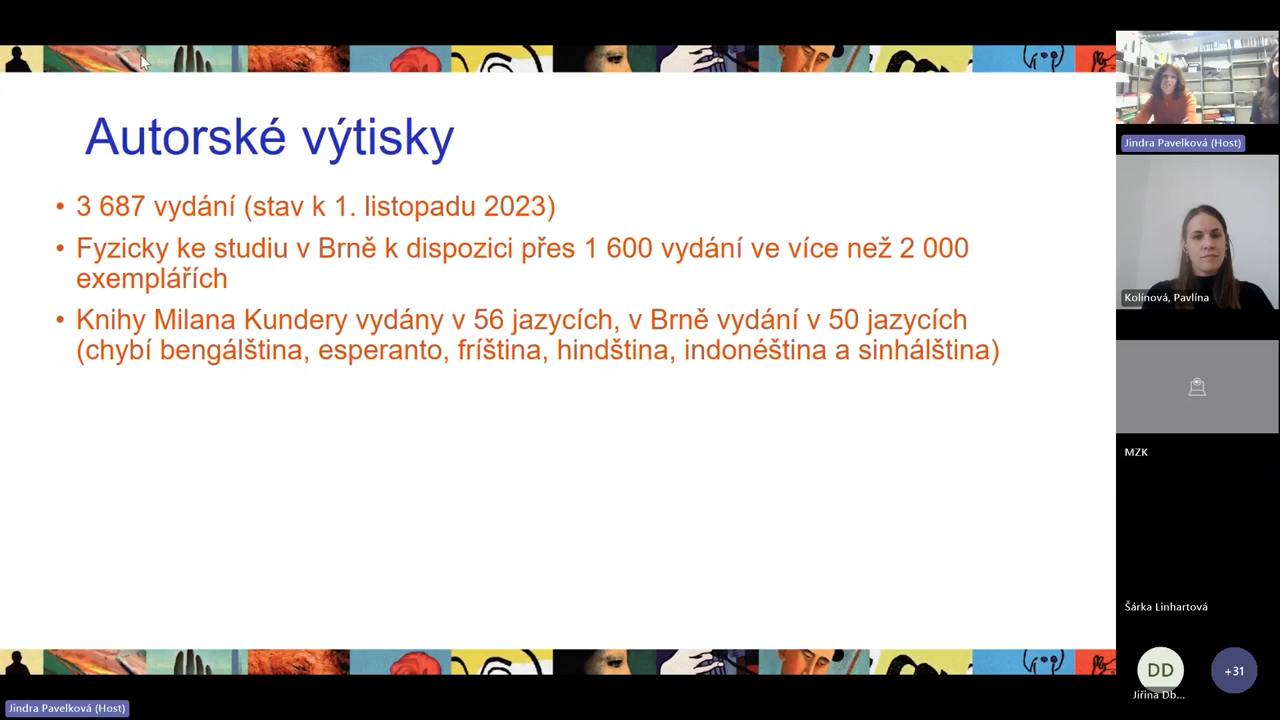 Autorské výtisky
• 3 687 vydání (stav k 1. listopadu 2023)
• Fyzicky ke studiu v Brně k dispozici přes 1 600 vydání ve více než 2 000
exemplářích
• Knihy Milana Kundery vydány v 56 jazycích, v Brně vydání v 50 jazycích
(chybí bengálština, esperanto, fríština, hindština, indonéština a sinhálština)
Jindra Pavelková (Host)
Kolínová, Pavlína
MZK
Šárka Linhartová
DD
+31
Jiřina Db...
Jindra Pavelková (Host)